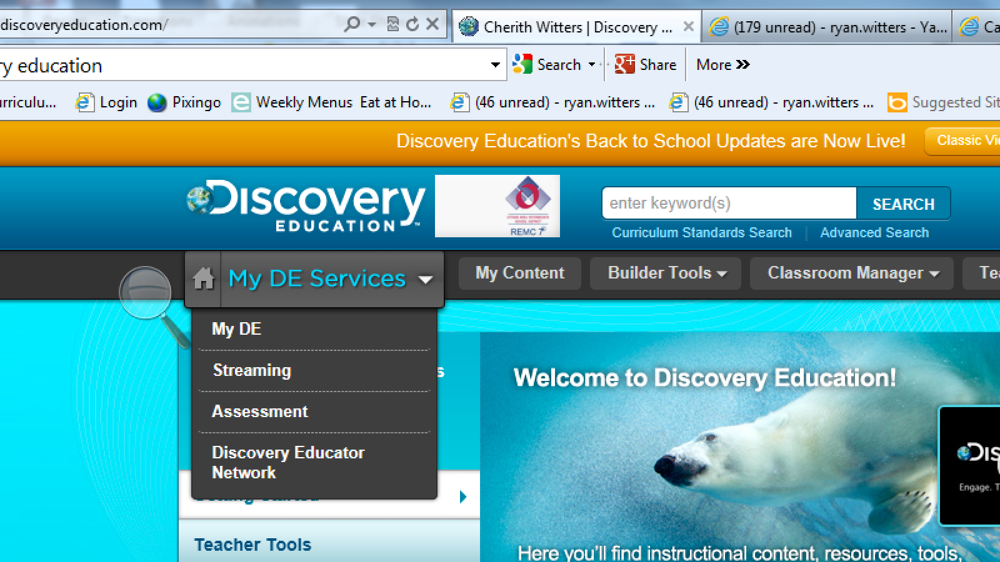 discoveryeducation.com/
Cherith Witters | Discovery ...
(179 unread) - ryan.witters - Ya...
Ca
ry education
Search
Share
More
urriculu...
Login
Pixingo
Weekly Menus Eat at Ho...
(46 unread) - ryan.witters ...
(46 unread) - ryan.witters ...
Suggested Sit
Discovery Education's Back to School Updates are Now Live!
Classic Vi
Discovery
EDUCATION™
REMC 7
enter keyword(s)
SEARCH
Curriculum Standards Search
Advanced Search
My DE Services
My Content
Builder Tools
Classroom Manager
Te
My DE
Streaming
Assessment
Discovery Educator
Network
s
Teacher Tools
Welcome to Discovery Education!
Dis
Engage. T
Here you'll find instructional content, resources, tools,